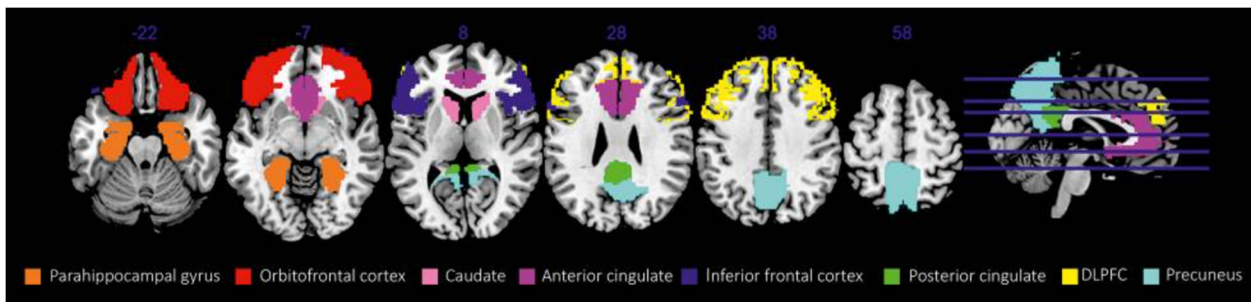 -22 -7 8 28 38 58
Parahippocampal gyrus Orbitofrontal cortex Caudate Anterior cingulate Inferior frontal cortex Posterior cingulate DLPFC Precuneus